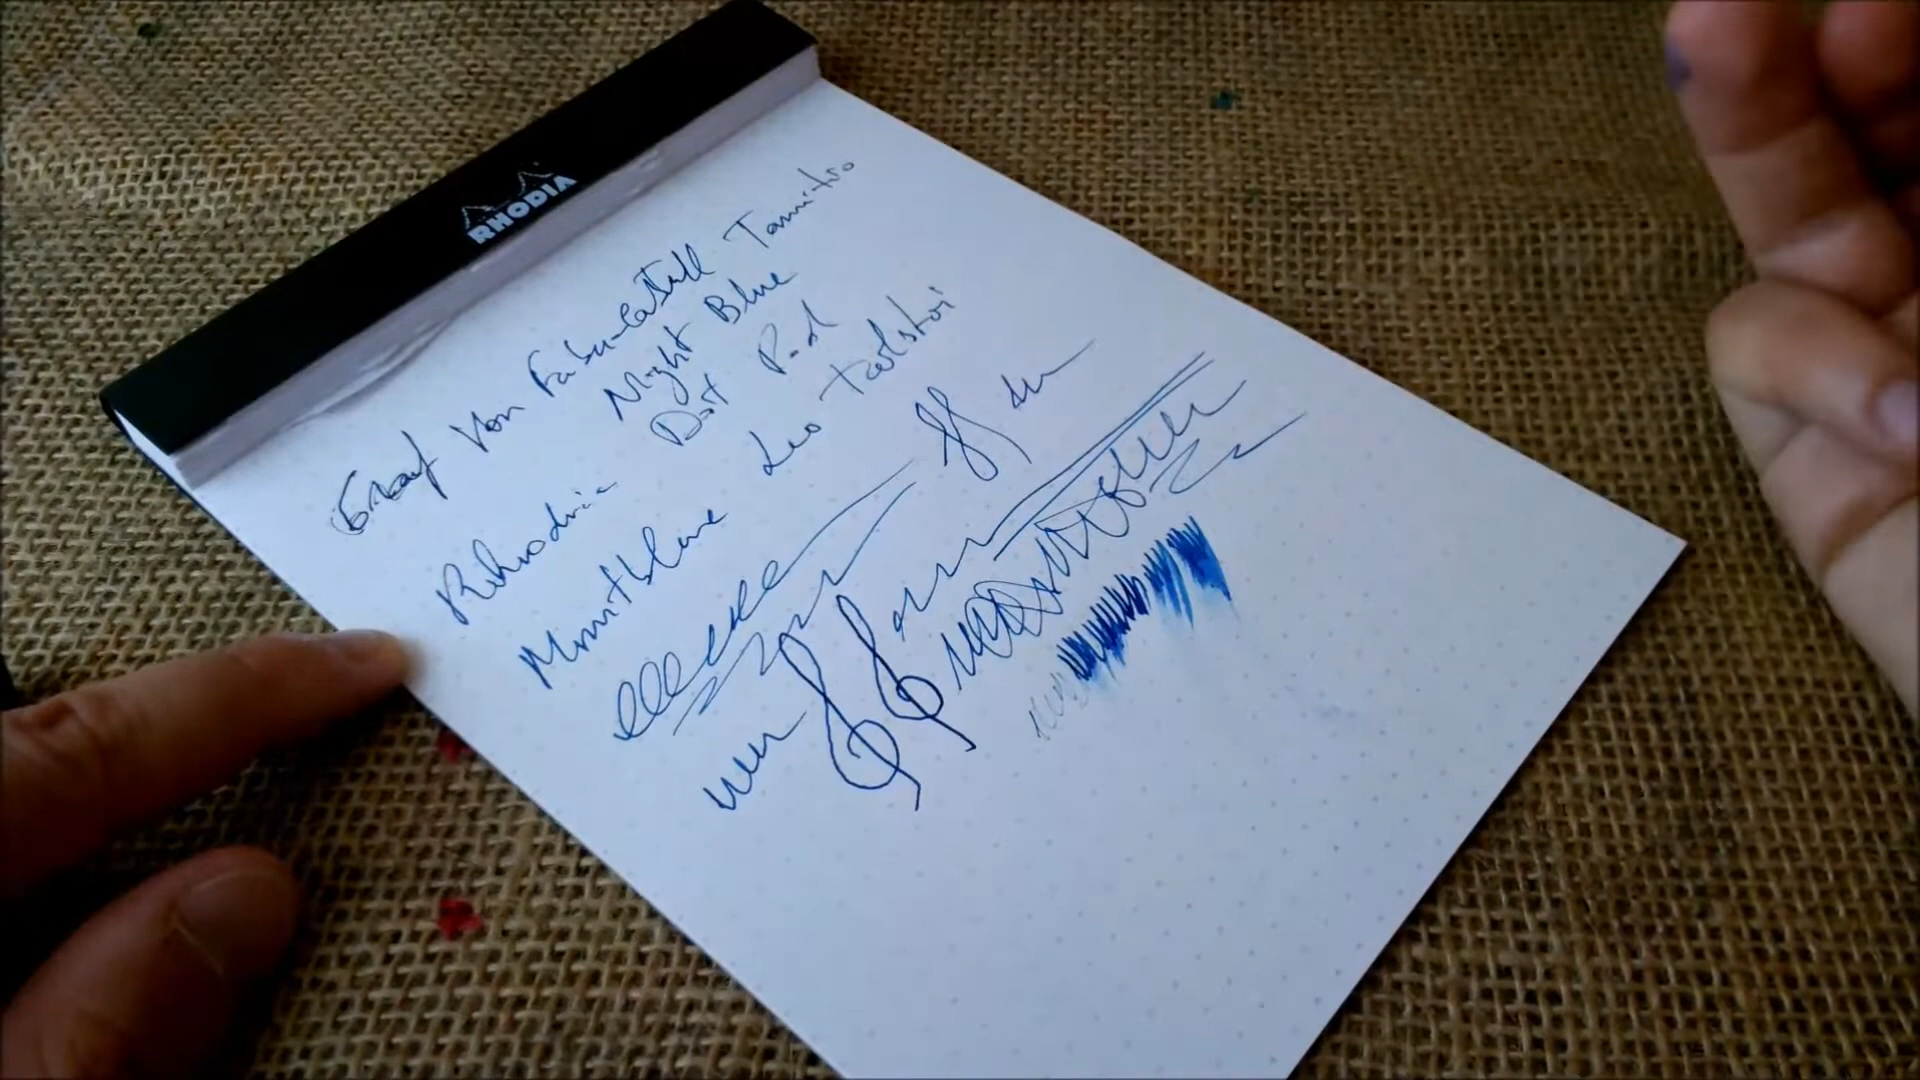 RHODIA
Graf Von Faber-Castell Tamitio
Night Blue
Rhodia Dot Pad
Montblanc Leo Tolstoi